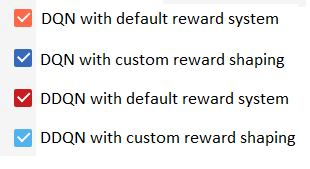 DQN with default reward system
DQN with custom reward shaping
DDQN with default reward system
DDQN with custom reward shaping